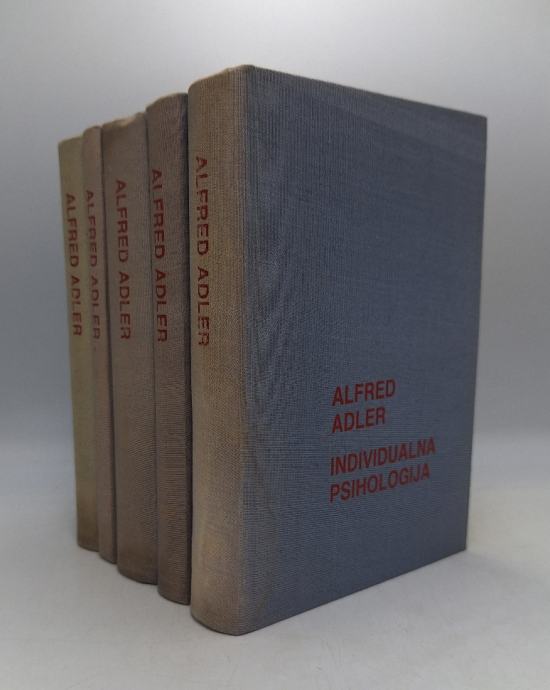 ALFRED ADLER
ALFRED ADLER
ALFRED ADLER
ALFRED ADLER
ALFRED ADLER
ALFRED
ADLER
INDIVIDUALNA
PSIHOLOGIJA